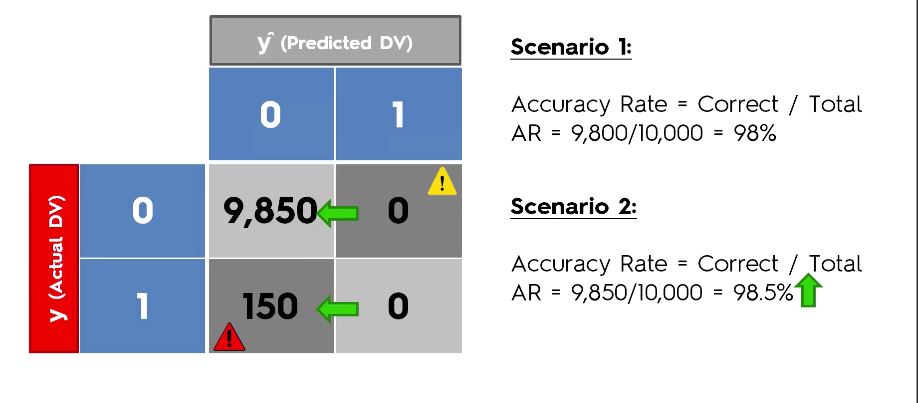 ŷ (Predicted DV)
0 1
y (Actual DV)
0 9,850 0
1 150 0
Scenario 1:
Accuracy Rate = Correct / Total
AR = 9,800/10,000 = 98%
Scenario 2:
Accuracy Rate = Correct / Total
AR = 9,850/10,000 = 98.5%